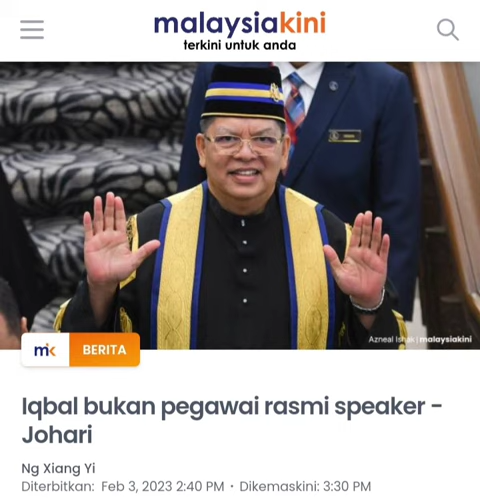 malaysiakini
terkini untuk anda
Azneal Ishak | malaysiakini
mk BERITA
Iqbal bukan pegawai rasmi speaker -
Johari
Ng Xiang Yi
Diterbitkan: Feb 3, 2023 2:40 PM · Dikemaskini: 3:30 PM